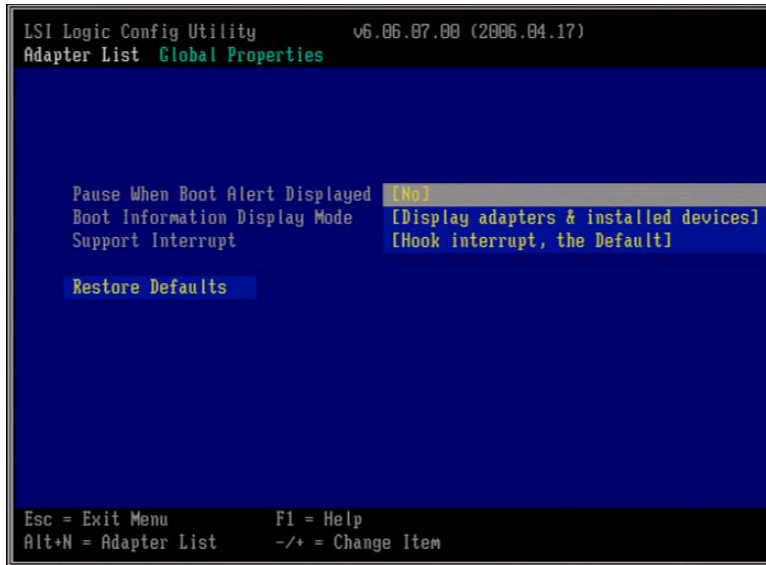 LSI Logic Config Utility v6.06.07.00 (2006.04.17)
Adapter List Global Properties
Pause When Boot Alert Displayed [No]
Boot Information Display Mode [Display adapters & installed devices]
Support Interrupt [Hook interrupt, the Default]
Restore Defaults
Esc = Exit Menu F1 = Help
Alt+N = Adapter List -/+ = Change Item